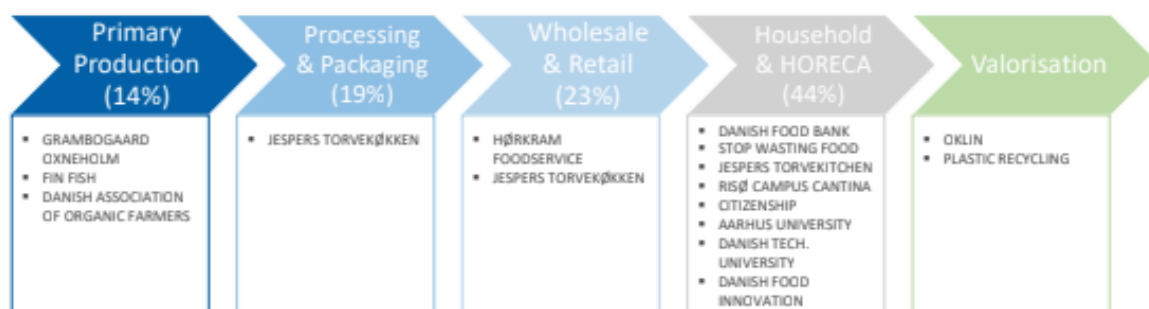 Primary
Production
(14%)
▪ GRAMBOGAARD
OXNEHOLM
▪ FIN FISH
▪ DANISH ASSOCIATION
OF ORGANIC FARMERS
Processing
& Packaging
(19%)
▪ JESPERS TORVEKØKKEN
Wholesale
& Retail
(23%)
▪ HØRKRAM
FOODSERVICE
▪ JESPERS TORVEKØKKEN
Household
& HORECA
(44%)
▪ DANISH FOOD BANK
▪ STOP WASTING FOOD
▪ JESPERS TORVEKITCHEN
▪ RISØ CAMPUS CANTINA
▪ CITIZENSHIP
▪ AARHUS UNIVERSITY
▪ DANISH TECH.
UNIVERSITY
▪ DANISH FOOD
INNOVATION
Valorisation
▪ OKLIN
▪ PLASTIC RECYCLING